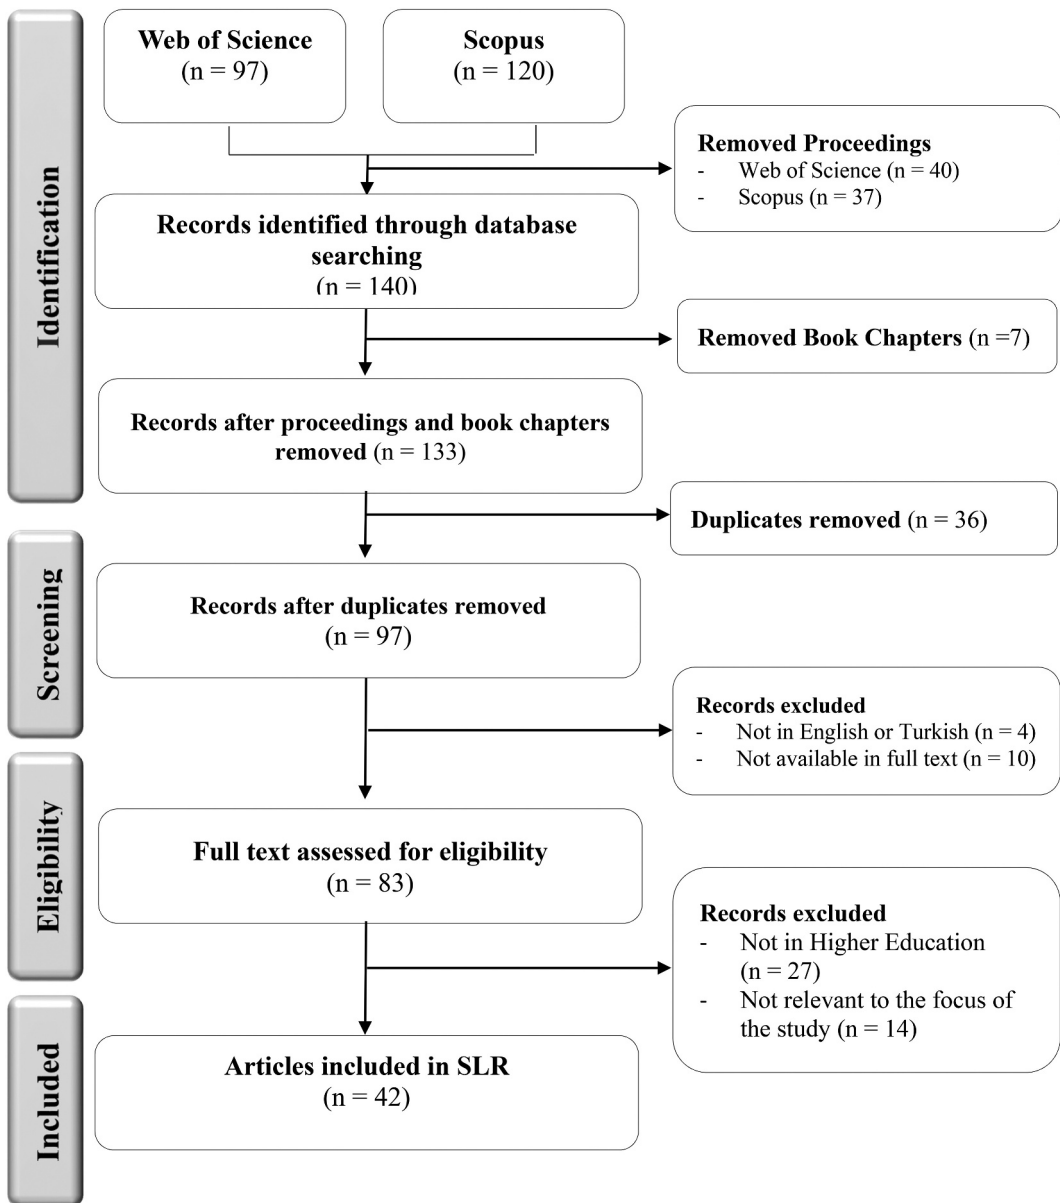 Identification
Web of Science
(n = 97)
Scopus
(n = 120)
Removed Proceedings
- Web of Science (n = 40)
- Scopus (n = 37)
Records identified through database
searching
(n = 140)
Removed Book Chapters (n =7)
Records after proceedings and book chapters
removed (n = 133)
Duplicates removed (n = 36)
Screening
Records after duplicates removed
(n = 97)
Records excluded
- Not in English or Turkish (n = 4)
- Not available in full text (n = 10)
Eligibility
Full text assessed for eligibility
(n = 83)
Records excluded
- Not in Higher Education
(n = 27)
- Not relevant to the focus of
the study (n = 14)
Included
Articles included in SLR
(n = 42)